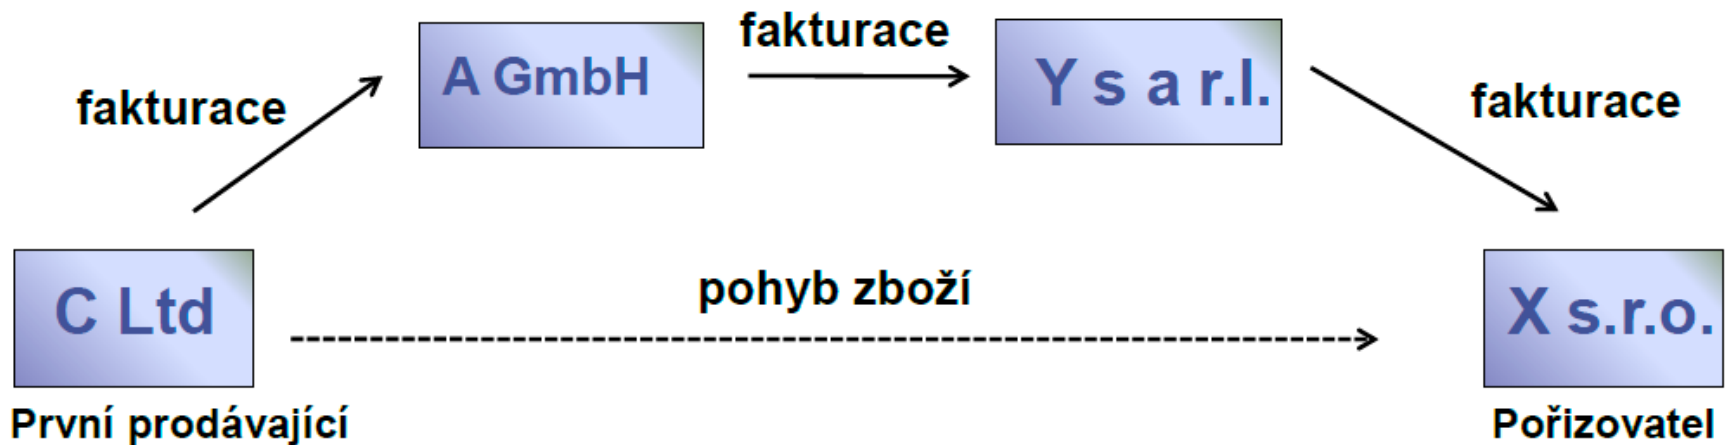 fakturace
A GmbH
fakturace
Y s a r.l.
fakturace
C Ltd
pohyb zboží
X s.r.o.
První prodávající
Pořizovatel